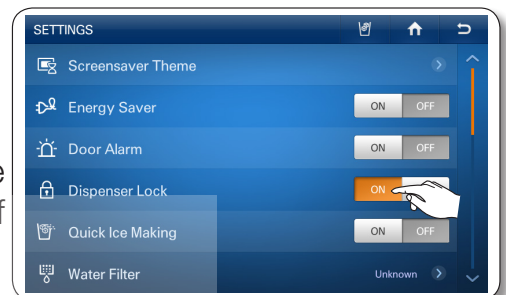 SETTINGS
Screensaver Theme
Energy Saver ON OFF
Door Alarm ON OFF
e
Dispenser Lock ON
f
Quick Ice Making ON OFF
Water Filter Unknown